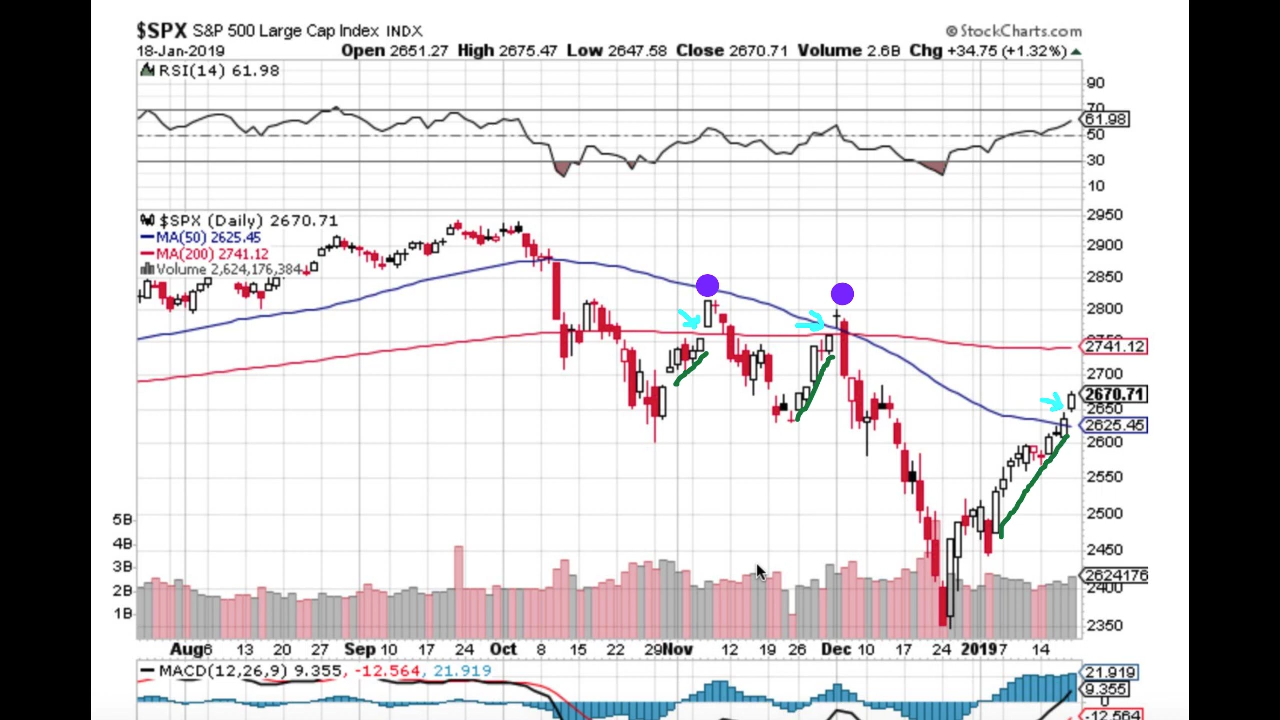 $SPX S&P 500 Large Cap Index INDX
© StockCharts.com
18-Jan-2019 Open 2651.27 High 2675.47 Low 2647.58 Close 2670.71 Volume 2.6B Chg +34.75 (+1.32%)
RSI(14) 61.98
90
70
61.98
50
30
10
$SPX (Daily) 2670.71
MA(50) 2625.45
MA(200) 2741.12
Volume 2,624,176,384
2950
2900
2850
2800
2741.12
2700
2670.71
2650
2625.45
2600
2550
2500
2450
2624176
2400
2350
5B
4B
3B
2B
1B
Aug 6 13 20 27 Sep 10 17 24 Oct 8 15 22 29 Nov 12 19 26 Dec 10 17 24 2019 7 14
MACD(12,26,9) 9.355, -12.564, 21.919
21.919
9.355
0
-12.564